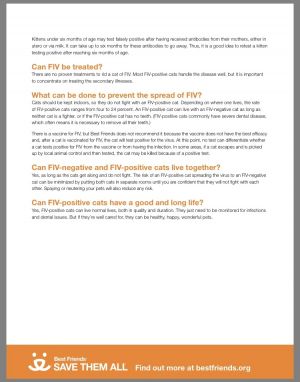 Kittens under six months of age may test falsely positive after having received antibodies from their mothers, either in
utero or via milk. It can take up to six months for these antibodies to go away. Thus, it is a good idea to retest a kitten
testing positive after reaching six months of age.
Can FIV be treated?
There are no proven treatments to rid a cat of FIV. Most FIV-positive cats handle the disease well, but it is important
to concentrate on treating the secondary illnesses.
What can be done to prevent the spread of FIV?
Cats should be kept indoors, so they do not fight with an FIV-positive cat. Depending on where one lives, the rate
of FIV-positive cats ranges from four to 24 percent. An FIV-positive cat can live with an FIV-negative cat as long as
neither cat is a fighter, or if the FIV-positive cat has no teeth. (FIV-positive cats commonly have severe dental disease,
which often means it is necessary to remove all their teeth.)
There is a vaccine for FIV, but Best Friends does not recommend it because the vaccine does not have the best efficacy
and, after a cat is vaccinated for FIV, the cat will test positive for the virus. At this point, no test can differentiate whether
a cat tests positive for FIV from the vaccine or from having the infection. In some areas, if a cat escapes and is picked
up by local animal control and then tested, the cat may be killed because of a positive test.
Can FIV-negative and FIV-positive cats live together?
Yes, as long as the cats get along and do not fight. The risk of an FIV-positive cat spreading the virus to an FIV-negative
cat can be minimized by putting both cats in separate rooms until you are confident that they will not fight with each
other. Spaying or neutering your pets will also reduce any risk.
Can FIV-positive cats have a good and long life?
Yes, FIV-positive cats can live normal lives, both in quality and duration. They just need to be monitored for infections
and dental issues. But if they're well cared for, they can be healthy, happy, wonderful pets.
Best Friends
SAVE THEM ALL Find out more at bestfriends.org